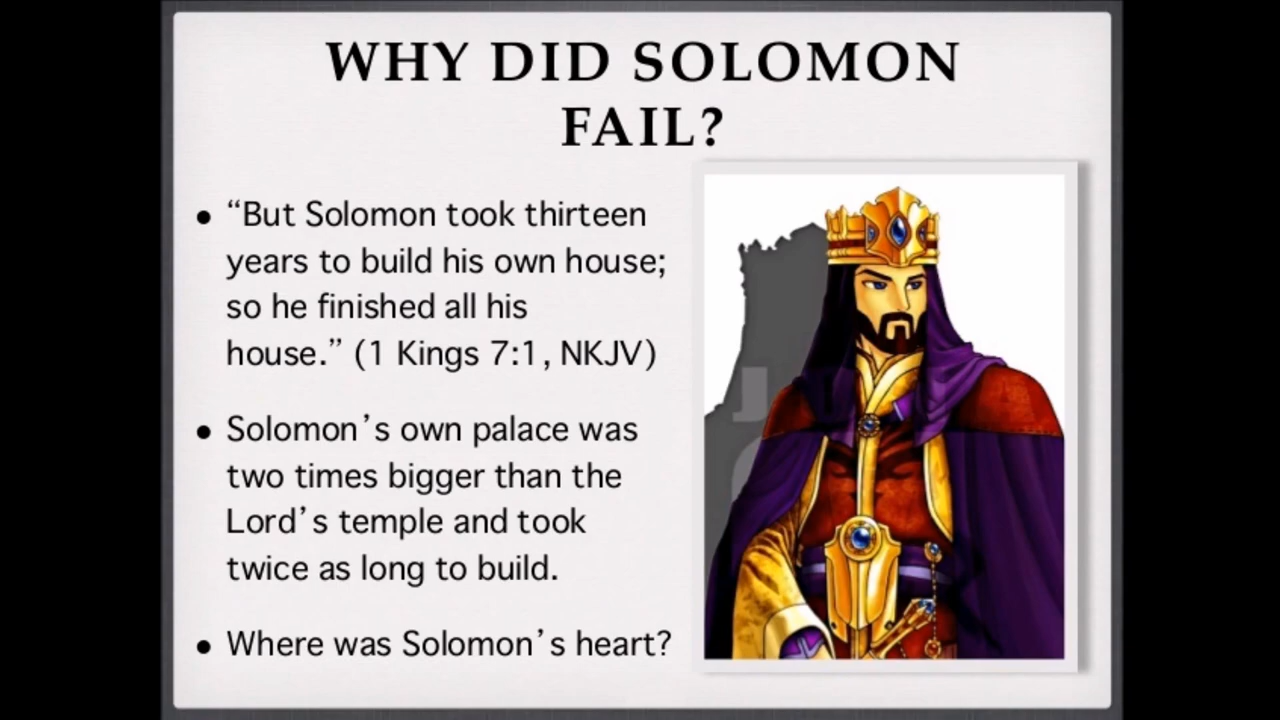 WHY DID SOLOMON
FAIL?
• “But Solomon took thirteen
years to build his own house;
so he finished all his
house.” (1 Kings 7:1, NKJV)
• Solomon’s own palace was
two times bigger than the
Lord’s temple and took
twice as long to build.
• Where was Solomon’s heart?